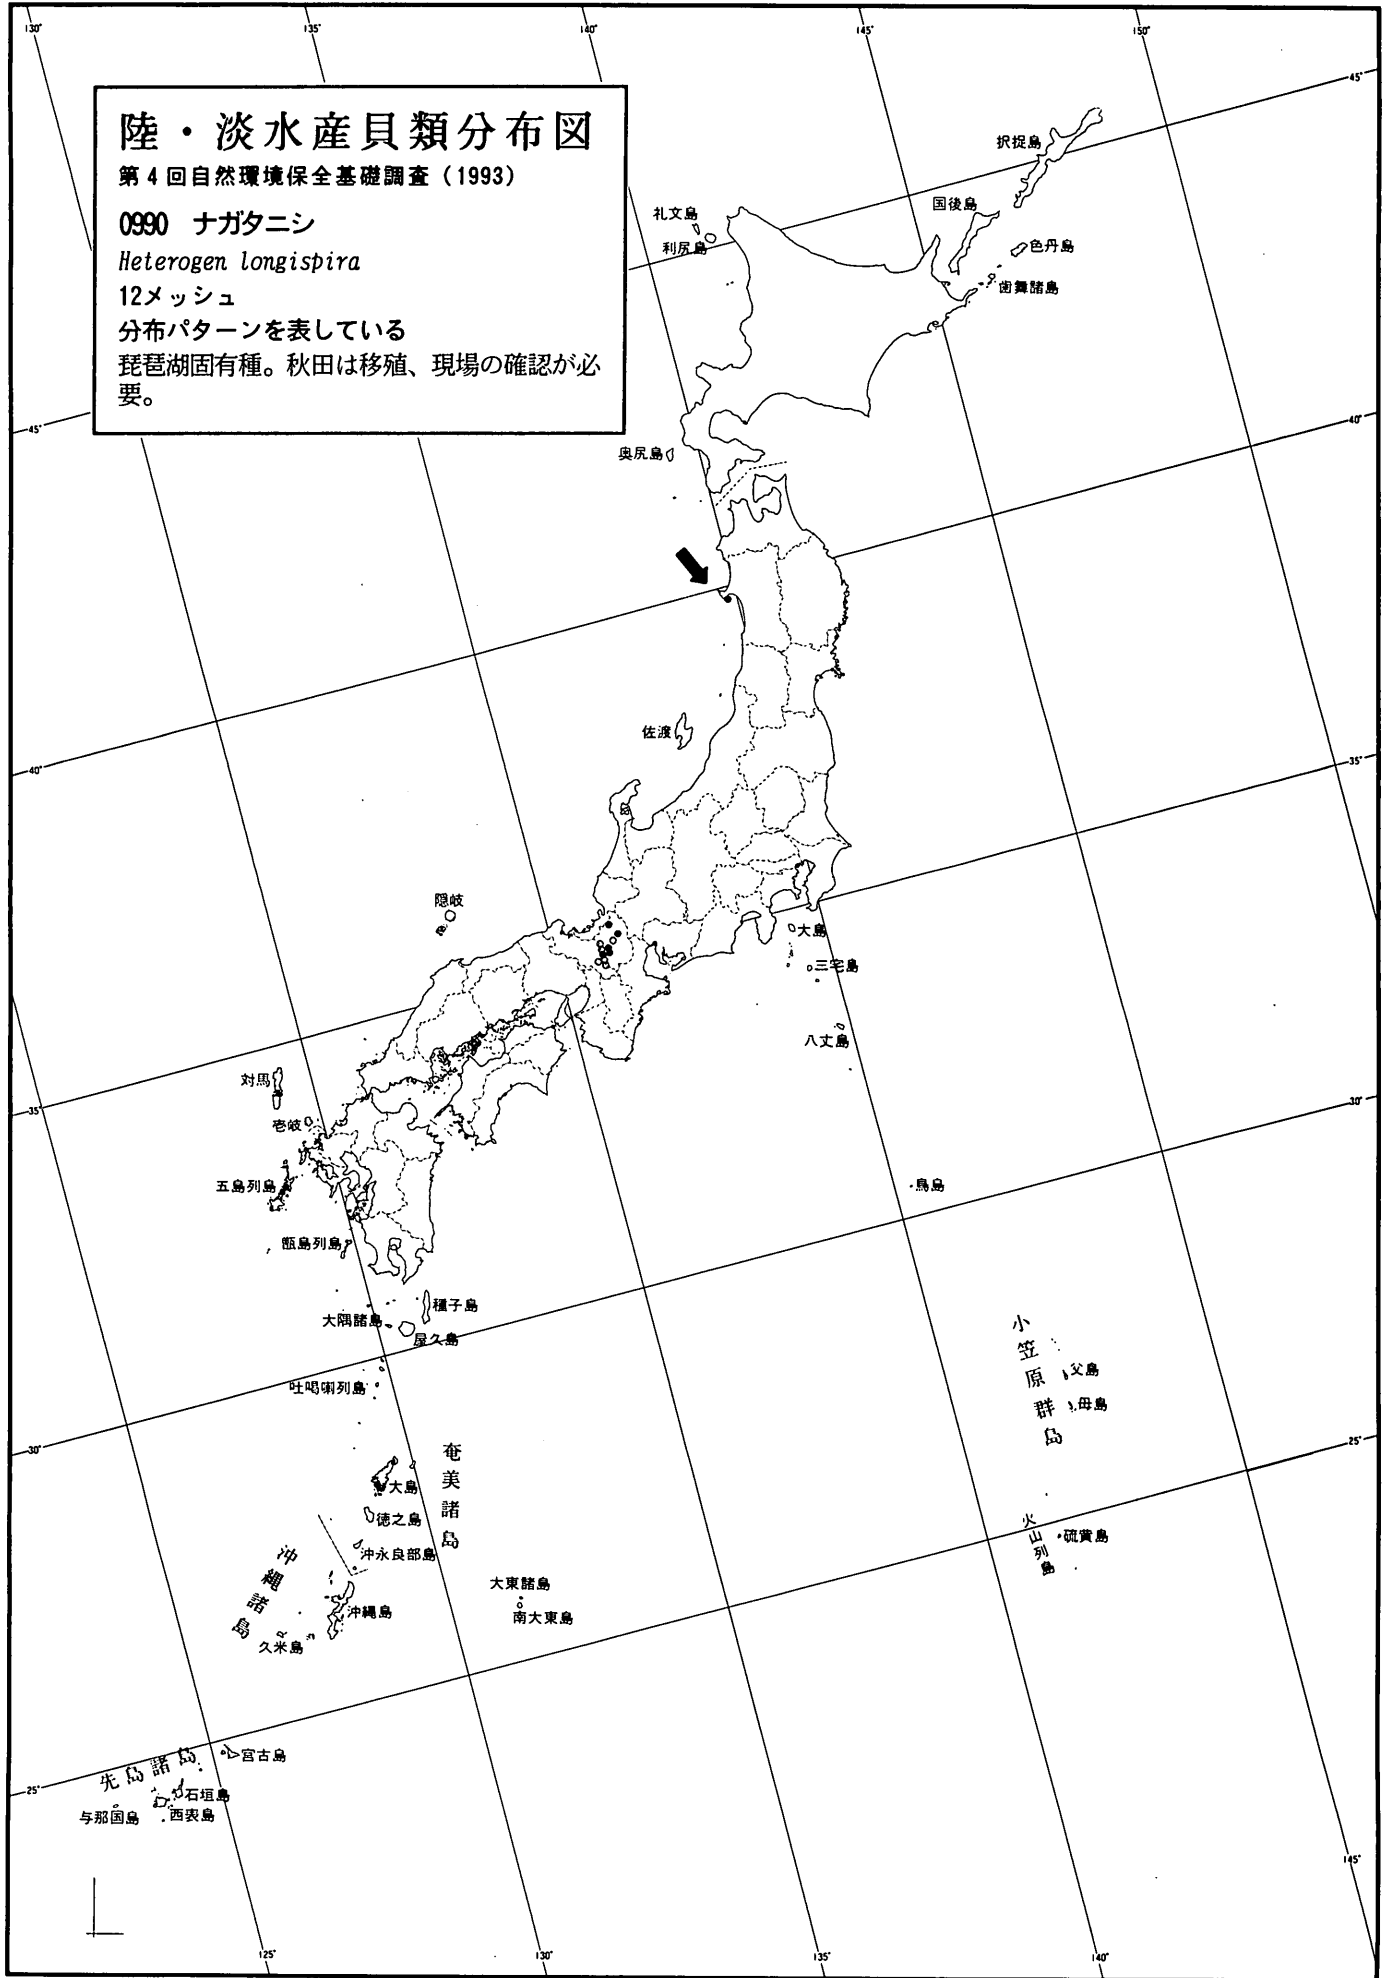 130°
135°
140°
145°
150°
陸・淡水産貝類分布図
第4回自然環境保全基礎調査（1993）
0990 ナガタニシ
Heterogen longispira
12メッシュ
分布パターンを表している
琵琶湖固有種。秋田は移殖、現場の確認が必
要。
45°
択捉島
国後島
礼文島
利尻島
色丹島
歯舞諸島
45°
40°
奥尻島
佐渡
40°
35°
隠岐
大島
三宅島
八丈島
対馬
35°
壱岐
30°
五島列島
鳥島
甑島列島
種子島
大隅諸島
屋久島
小笠原群島
父島
吐噶喇列島
母島
30°
奄美諸島
25°
大島
徳之島
火山列島
硫黄島
沖永良部島
沖縄諸島
大東諸島
沖縄島
南大東島
久米島
宮古島
先島諸島
25°
石垣島
与那国島
西表島
145°
125°
130°
135°
140°